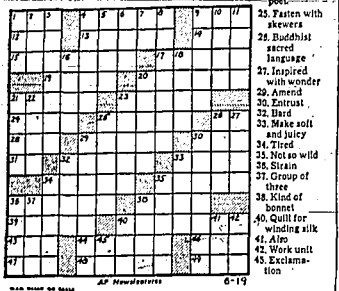 1 2 3 4 5 6 7 8 9 10 11
12 13 14
15 16 17 18
19 20
21 22 23
24 25 26 27
28 29 30
31 32 33
34 35
36 37 38
39 40 41 42
43 44 45 46
47 48 49
AP Newsfeatures 6-19
poet.
25. Fasten with
skewers
26. Buddhist
sacred
language
27. Inspired
with wonder
29. Amend
30. Entrust
32. Bard
33. Make soft
and juicy
34. Tired
35. Not so wild
36. Strain
37. Group of
three
38. Kind of
bonnet
40. Quill for
winding silk
41. Also
42. Work unit
45. Exclama-
tion